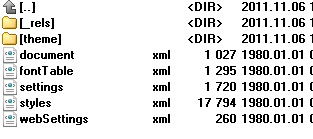 [..] <DIR> 2011.11.06 1
[_rels] <DIR> 2011.11.06 1
[theme] <DIR> 2011.11.06 1
document xml 1 027 1980.01.01 0
fontTable xml 1 295 1980.01.01 0
settings xml 1 720 1980.01.01 0
styles xml 17 794 1980.01.01 0
webSettings xml 260 1980.01.01 0